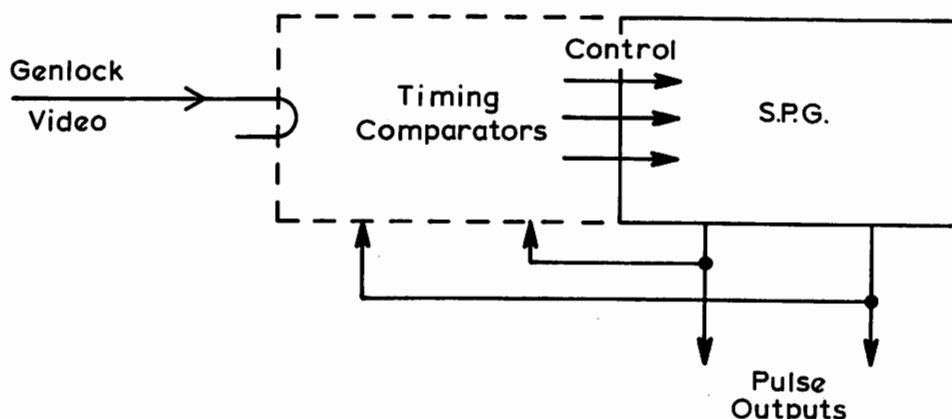 Genlock
Video
Timing
Comparators
Control
S.P.G.
Pulse
Outputs